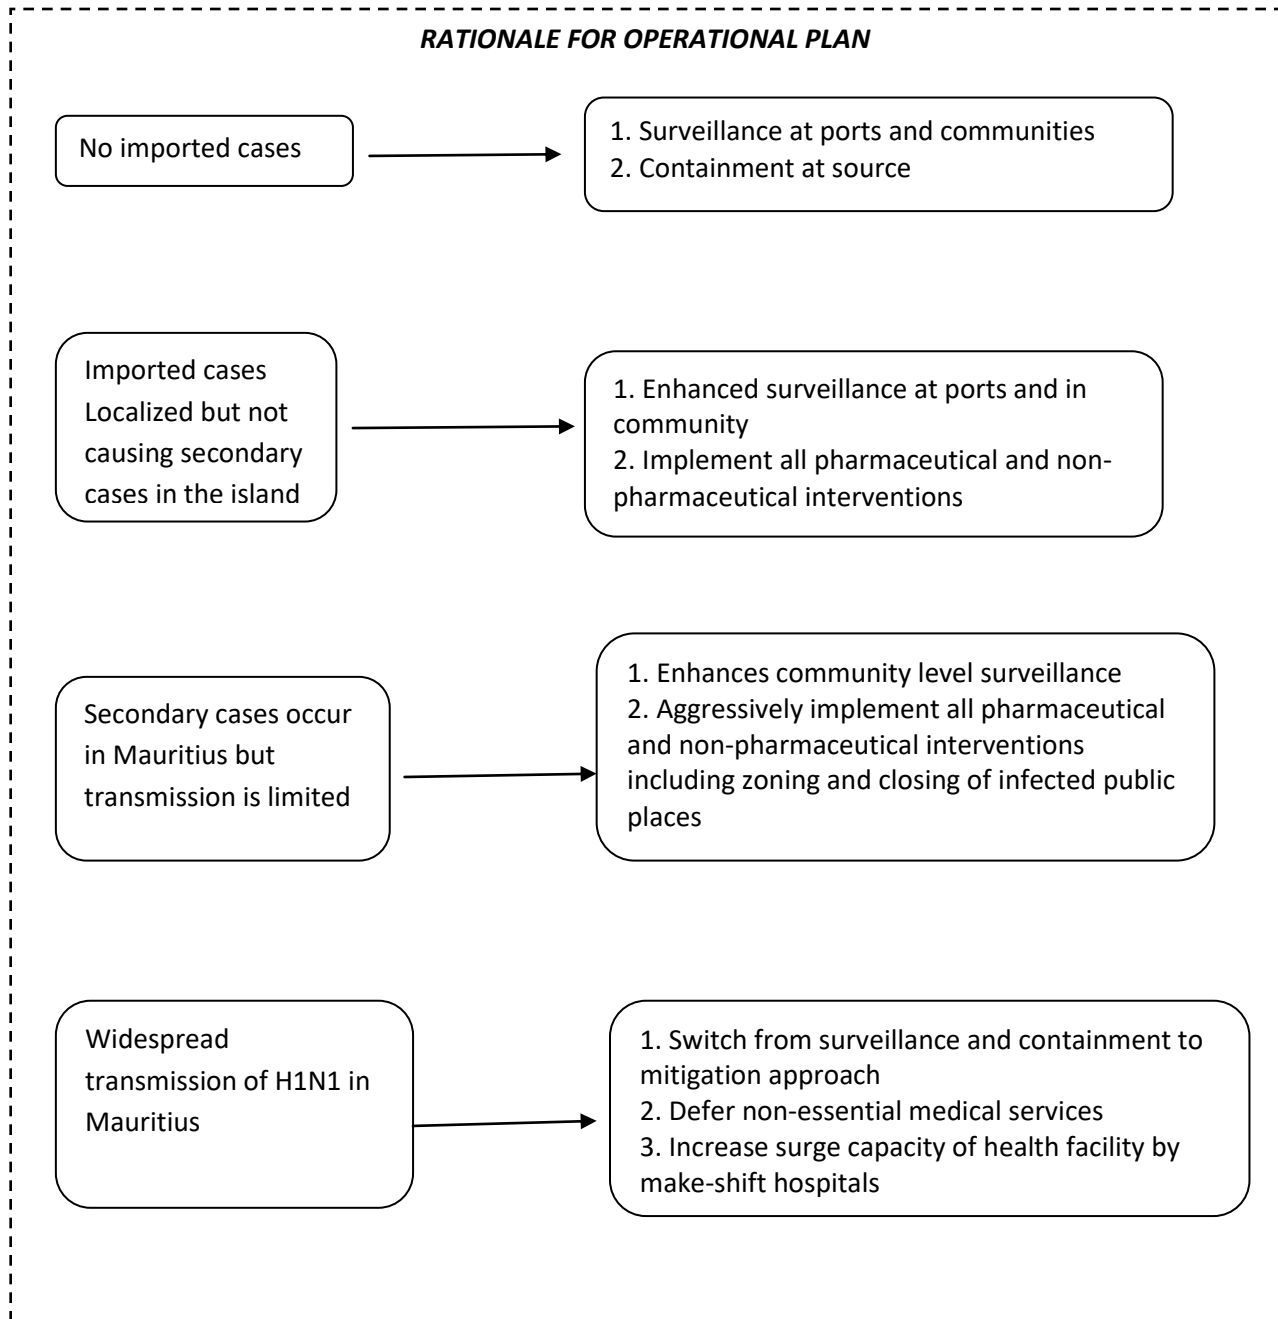 RATIONALE FOR OPERATIONAL PLAN
No imported cases
1. Surveillance at ports and communities
2. Containment at source
Imported cases
Localized but not
causing secondary
cases in the island
1. Enhanced surveillance at ports and in
community
2. Implement all pharmaceutical and non-
pharmaceutical interventions
Secondary cases occur
in Mauritius but
transmission is limited
1. Enhances community level surveillance
2. Aggressively implement all pharmaceutical
and non-pharmaceutical interventions
including zoning and closing of infected public
places
Widespread
transmission of H1N1 in
Mauritius
1. Switch from surveillance and containment to
mitigation approach
2. Defer non-essential medical services
3. Increase surge capacity of health facility by
make-shift hospitals